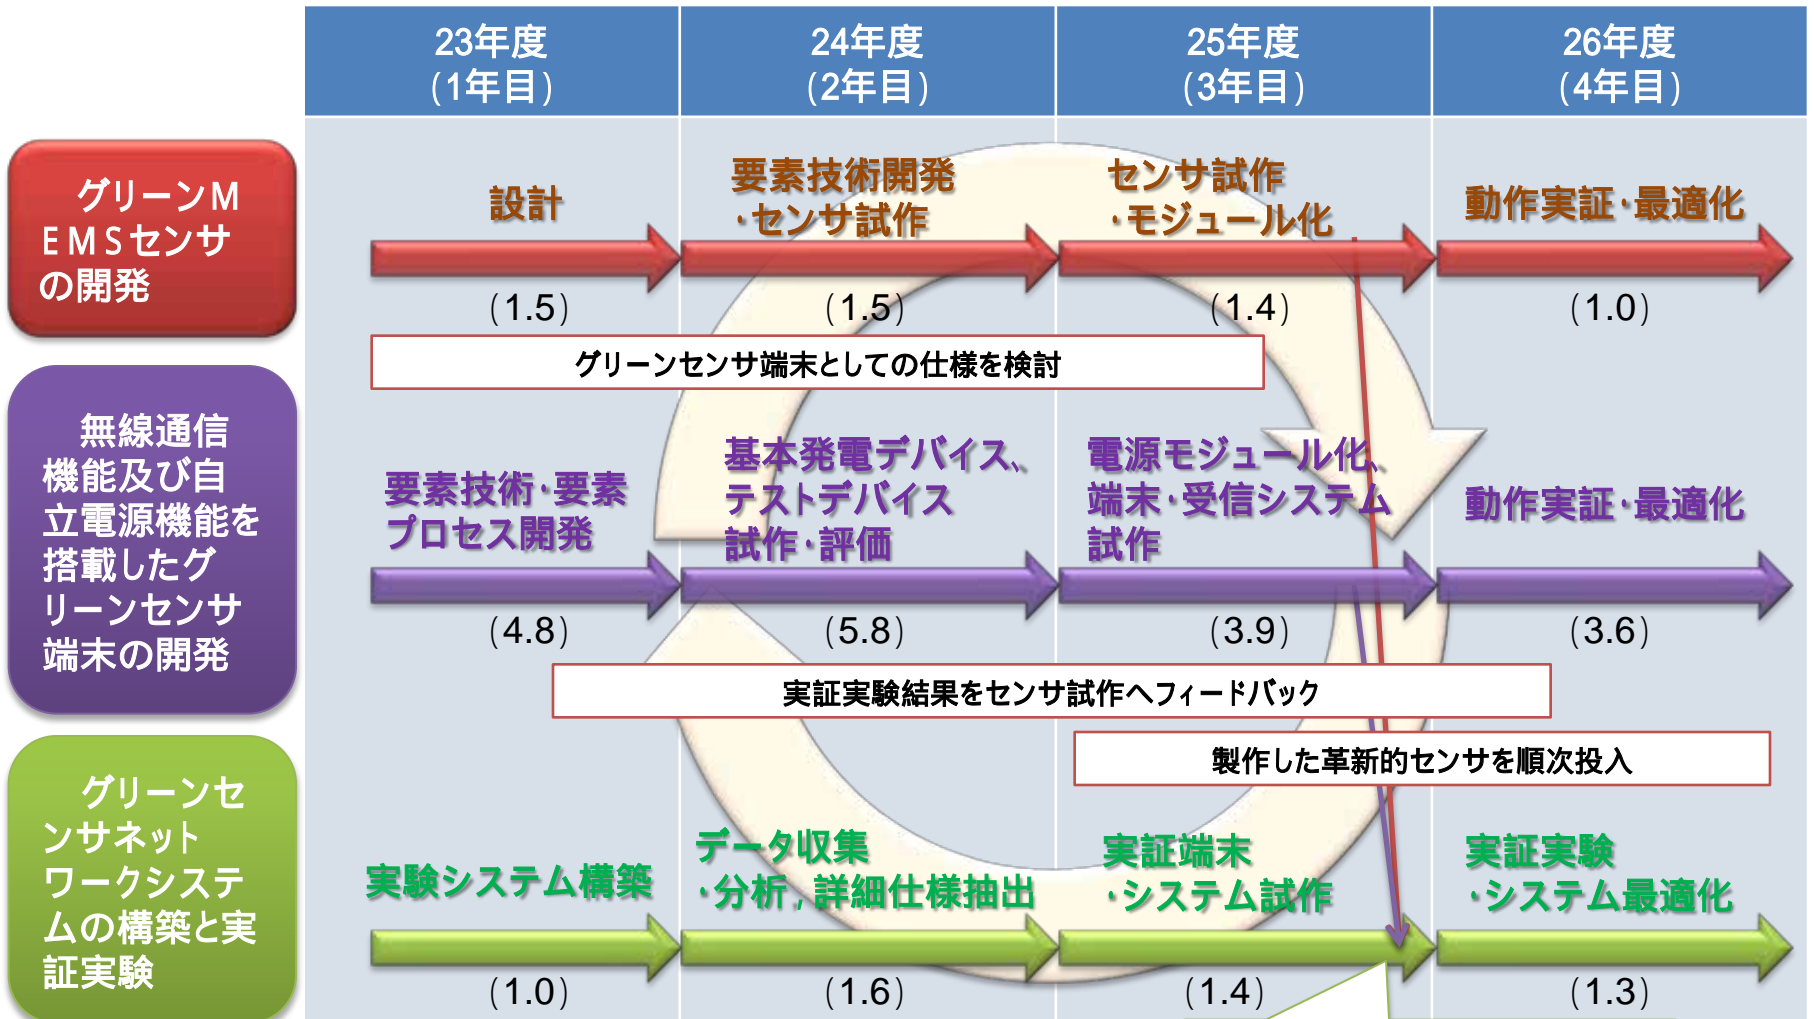 23年度
(1年目)
24年度
(2年目)
25年度
(3年目)
26年度
(4年目)
グリーンM
EMSセンサ
の開発
設計
要素技術開発
・センサ試作
センサ試作
・モジュール化
動作実証・最適化
(1.5)
(1.5)
(1.4)
(1.0)
グリーンセンサ端末としての仕様を検討
無線通信
機能及び自
立電源機能を
搭載したグ
リーンセンサ
端末の開発
要素技術・要素
プロセス開発
基本発電デバイス、
テストデバイス
試作・評価
電源モジュール化、
端末・受信システム
試作
動作実証・最適化
(4.8)
(5.8)
(3.9)
(3.6)
実証実験結果をセンサ試作へフィードバック
製作した革新的センサを順次投入
グリーンセ
ンサネット
ワークシステ
ムの構築と実
証実験
実験システム構築
データ収集
・分析,詳細仕様抽出
実証端末
・システム試作
実証実験
・システム最適化
(1.0)
(1.6)
(1.4)
(1.3)